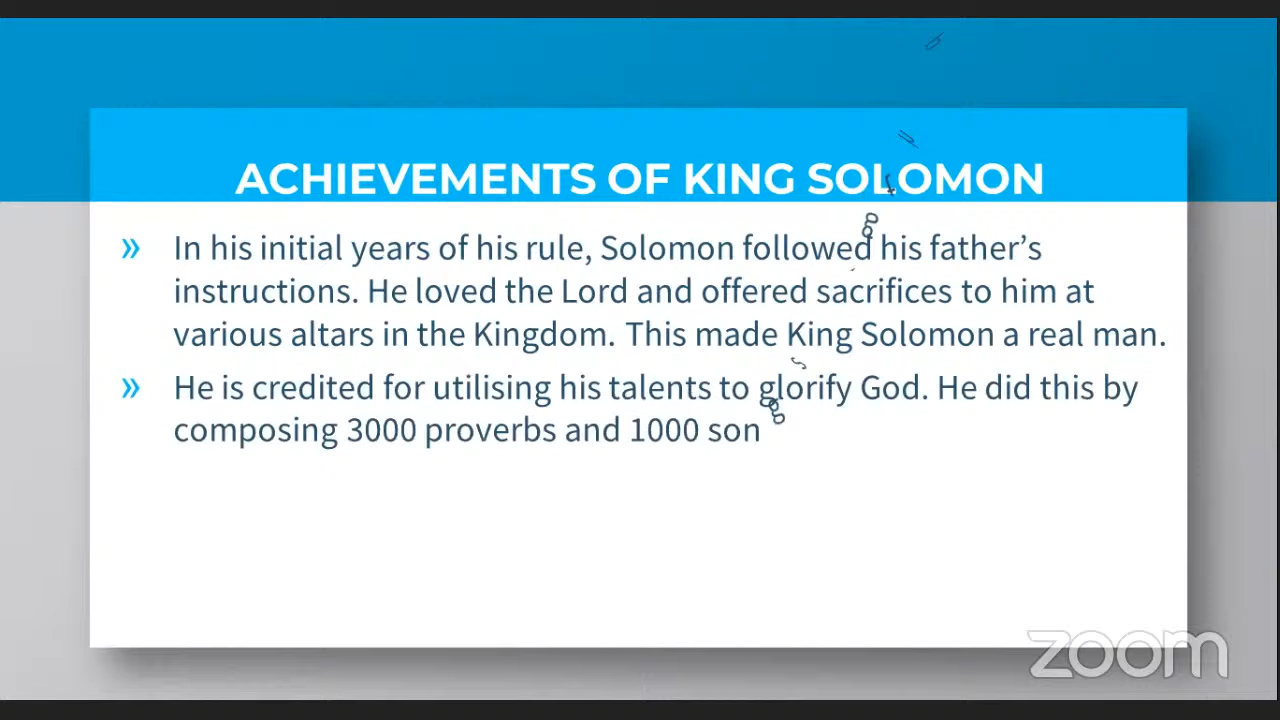 ACHIEVEMENTS OF KING SOLOMON
» In his initial years of his rule, Solomon followed his father’s
instructions. He loved the Lord and offered sacrifices to him at
various altars in the Kingdom. This made King Solomon a real man.
» He is credited for utilising his talents to glorify God. He did this by
composing 3000 proverbs and 1000 son
zoom